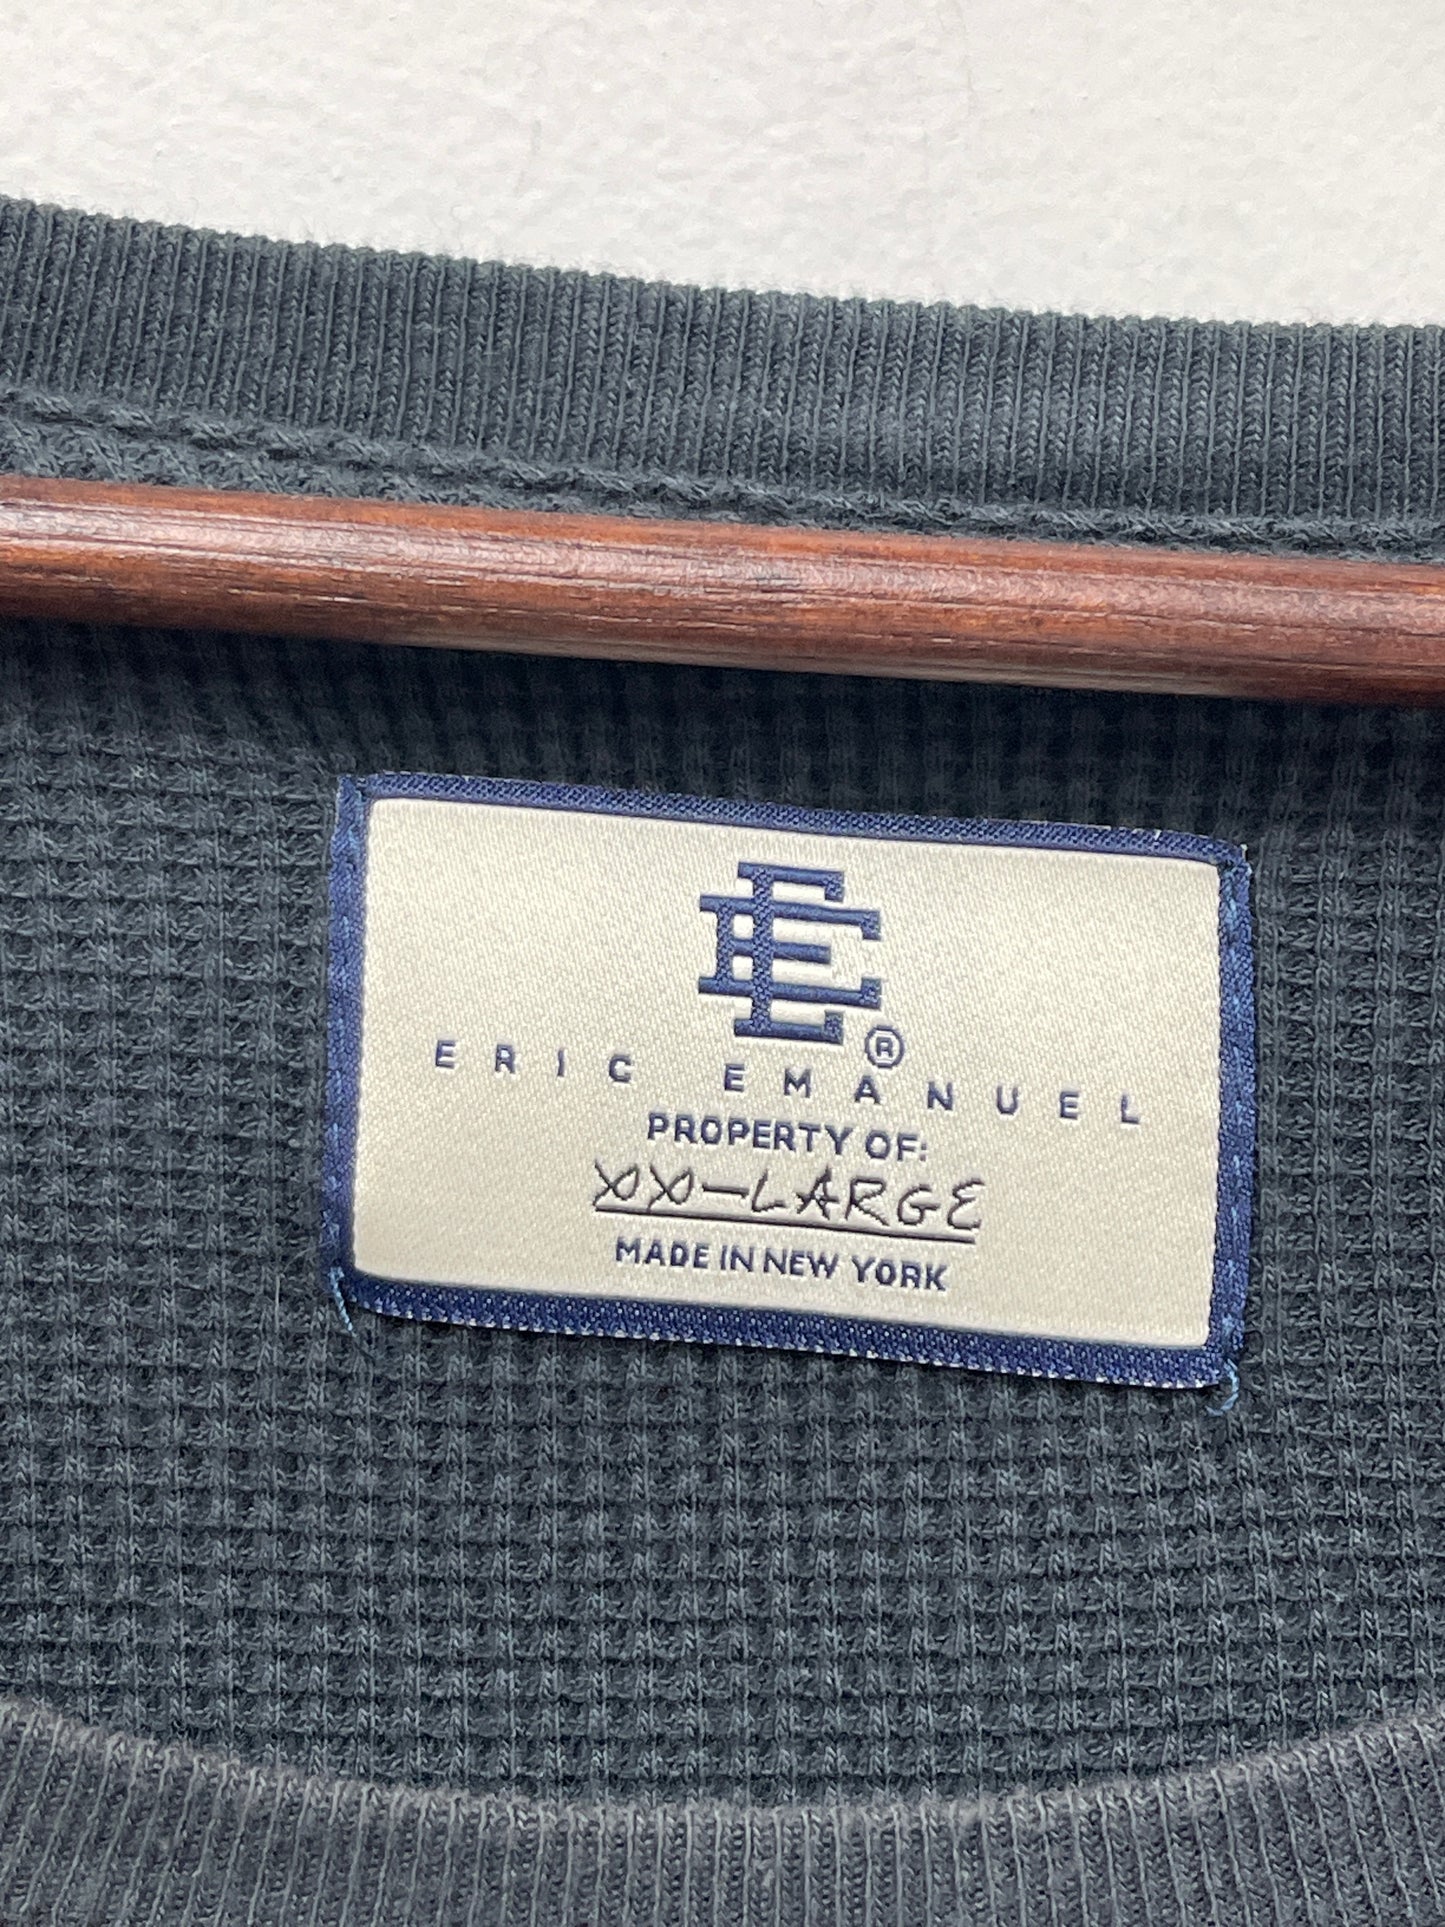 EE
®
ERIC EMANUEL
PROPERTY OF:
XX-LARGE
MADE IN NEW YORK